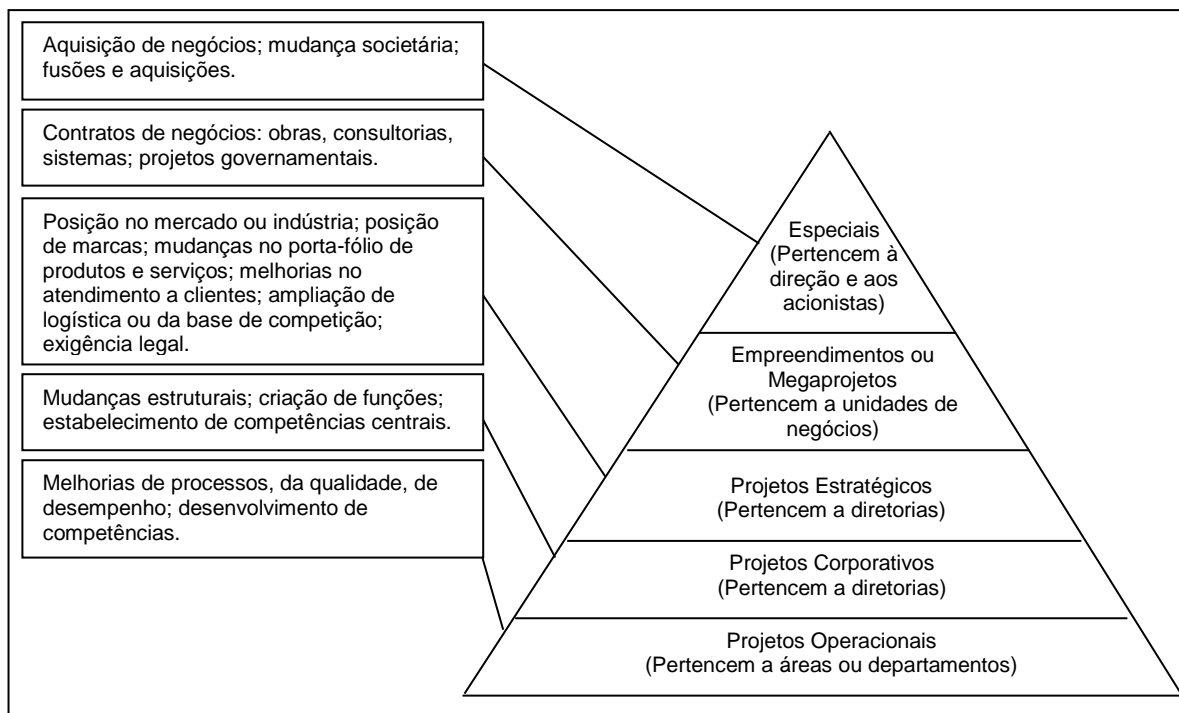 Aquisição de negócios; mudança societária;
fusões e aquisições.
Contratos de negócios: obras, consultorias,
sistemas; projetos governamentais.
Posição no mercado ou indústria; posição
de marcas; mudanças no porta-fólio de
produtos e serviços; melhorias no
atendimento a clientes; ampliação de
logística ou da base de competição;
exigência legal.
Mudanças estruturais; criação de funções;
estabelecimento de competências centrais.
Melhorias de processos, da qualidade, de
desempenho; desenvolvimento de
competências.
Especiais
(Pertencem à
direção e aos
acionistas)
Empreendimentos ou
Megaprojetos
(Pertencem a unidades de
negócios)
Projetos Estratégicos
(Pertencem a diretorias)
Projetos Corporativos
(Pertencem a diretorias)
Projetos Operacionais
(Pertencem a áreas ou departamentos)